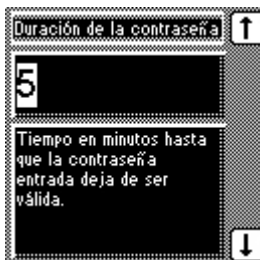 Duración de la contraseña
5
Tiempo en minutos hasta
que la contraseña
entrada deja de ser
válida.